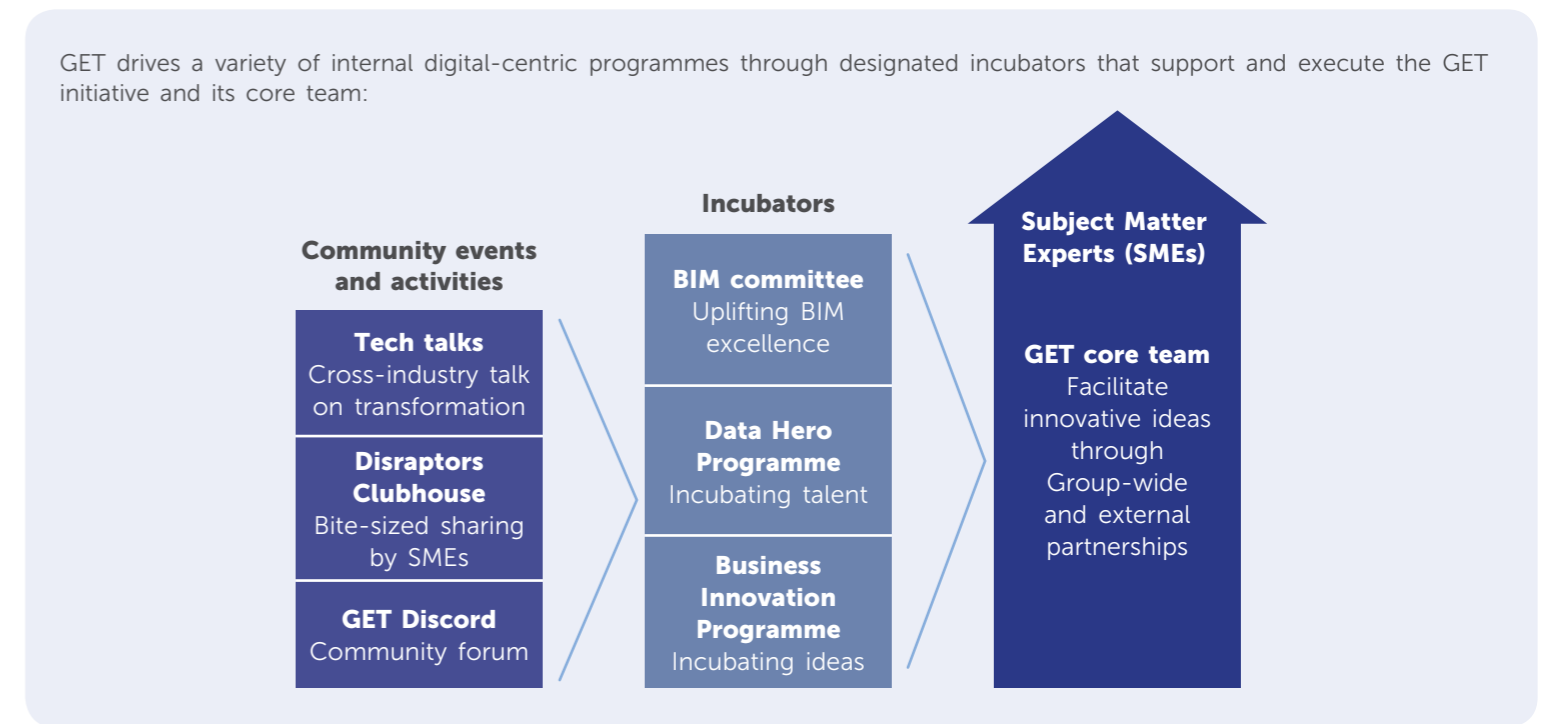 GET drives a variety of internal digital-centric programmes through designated incubators that support and execute the GET
initiative and its core team:
Community events
and activities
Tech talks
Cross-industry talk
on transformation
Disraptors
Clubhouse
Bite-sized sharing
by SMEs
GET Discord
Community forum
Incubators
BIM committee
Uplifting BIM
excellence
Data Hero
Programme
Incubating talent
Business
Innovation
Programme
Incubating ideas
Subject Matter
Experts (SMEs)
GET core team
Facilitate
innovative ideas
through
Group-wide
and external
partnerships